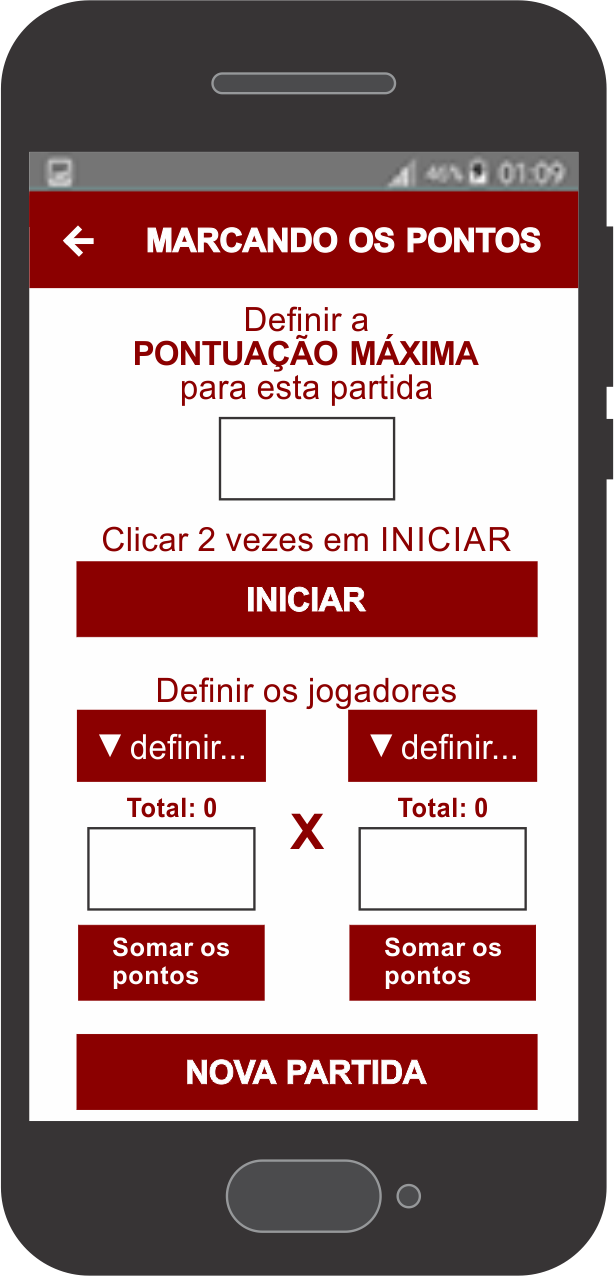 46% 01:09
MARCANDO OS PONTOS
Definir a
PONTUAÇÃO MÁXIMA
para esta partida
Clicar 2 vezes em INICIAR
INICIAR
Definir os jogadores
▼ definir... ▼ definir...
Total: 0 Total: 0
X
Somar os Somar os
pontos pontos
NOVA PARTIDA